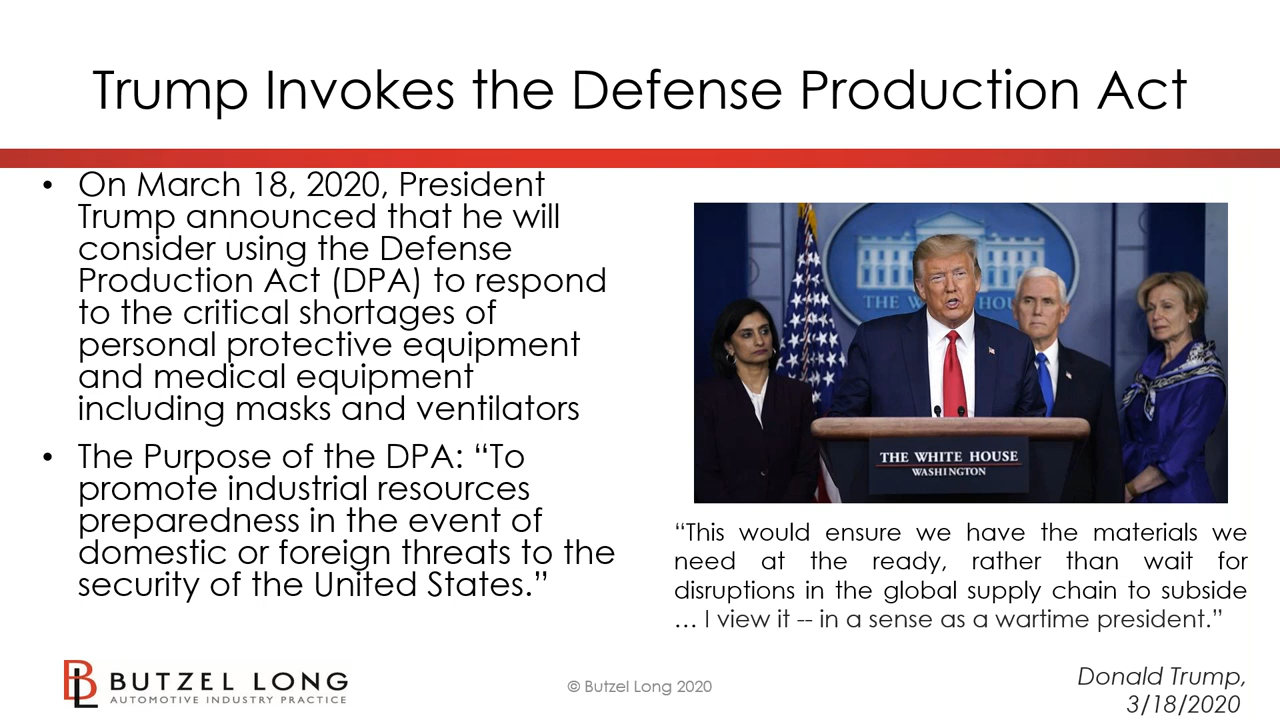 Trump Invokes the Defense Production Act
• On March 18, 2020, President
Trump announced that he will
consider using the Defense
Production Act (DPA) to respond
to the critical shortages of
personal protective equipment
and medical equipment
including masks and ventilators
• The Purpose of the DPA: “To
promote industrial resources
preparedness in the event of
domestic or foreign threats to the
security of the United States.”
THE WHITE HOUSE
WASHINGTON
“This would ensure we have the materials we
need at the ready, rather than wait for
disruptions in the global supply chain to subside
… I view it -- in a sense as a wartime president.”
BL BUTZEL LONG
AUTOMOTIVE INDUSTRY PRACTICE
© Butzel Long 2020
Donald Trump,
3/18/2020